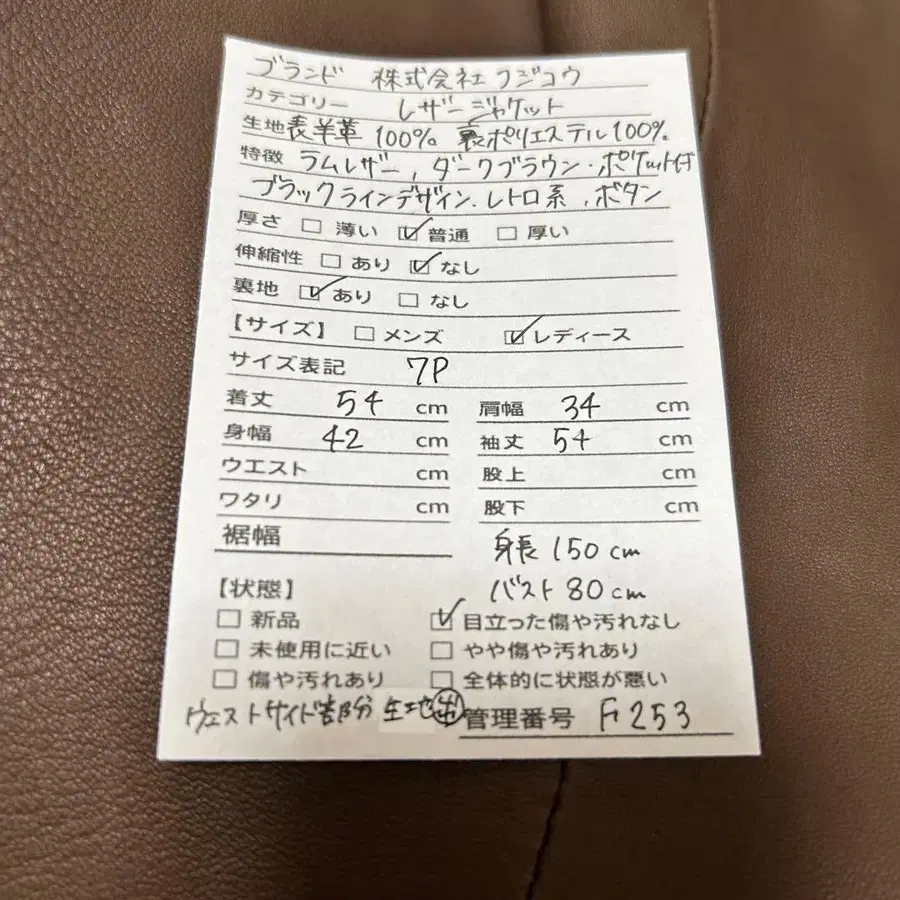 ブランド 株式会社フジコウ
カテゴリー レザージャケット
生地 表羊革 100%。裏ポリエステル100%
特徴 ラムレザー、ダークブラウン・ポケット付
ブラックラインデザイン、レトロ系、ボタン
厚さ □ 薄い ☑ 普通 □ 厚い
伸縮性 □ あり ☑ なし
裏地 ☑ あり □ なし
【サイズ】 □ メンズ ☑ レディース
サイズ表記 7P
着丈 54 cm 肩幅 34 cm
身幅 42 cm 袖丈 54 cm
ウエスト cm 股上 cm
ワタリ cm 股下 cm
裾幅 身長 150 cm
【状態】 バスト 80 cm
□ 新品 ☑ 目立った傷や汚れなし
□ 未使用に近い □ やや傷や汚れあり
□ 傷や汚れあり □ 全体的に状態が悪い
ウエストサイド部分 生地 管理番号 253